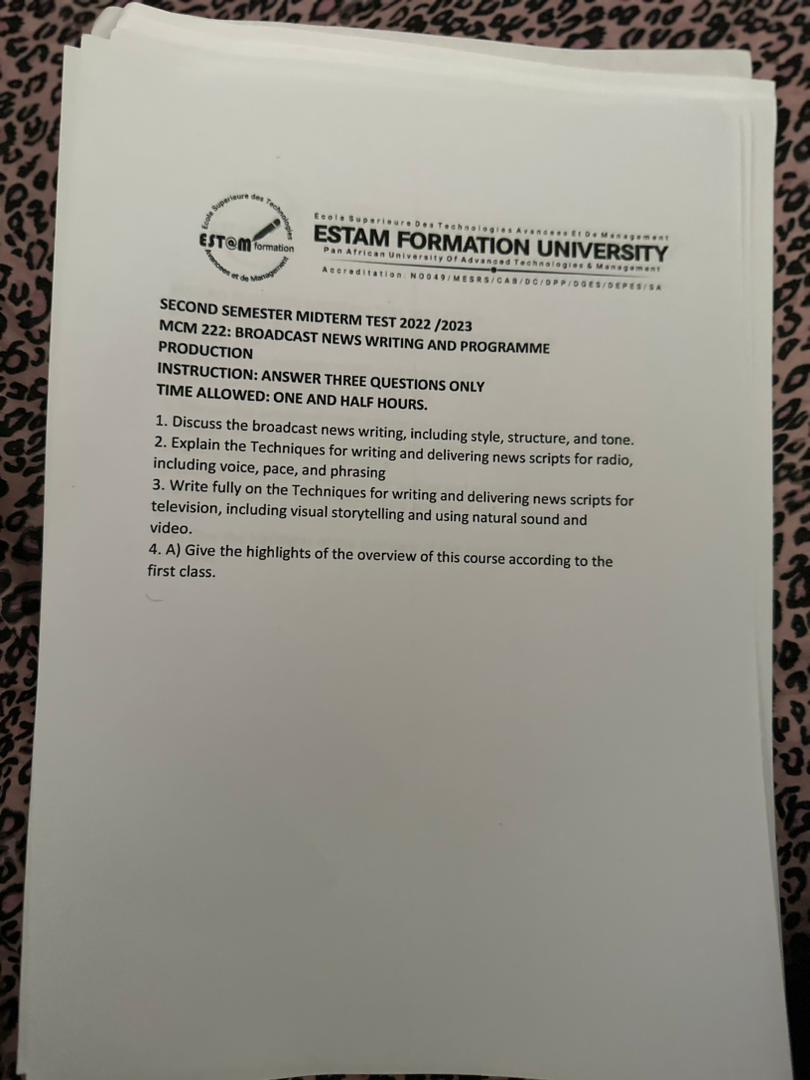 Ecole Superieure des Technologies
EST@M formation
Avancees et de Management
Ecole Superieure Des Technologies Avancees Et De Management
ESTAM FORMATION UNIVERSITY
Pan African University Of Advanced Technologies & Management
Accreditation: N0049/MESRS/CAB/DC/DPP/DGES/DEPES/SA
SECOND SEMESTER MIDTERM TEST 2022 /2023
MCM 222: BROADCAST NEWS WRITING AND PROGRAMME
PRODUCTION
INSTRUCTION: ANSWER THREE QUESTIONS ONLY
TIME ALLOWED: ONE AND HALF HOURS.
1. Discuss the broadcast news writing, including style, structure, and tone.
2. Explain the Techniques for writing and delivering news scripts for radio,
including voice, pace, and phrasing
3. Write fully on the Techniques for writing and delivering news scripts for
television, including visual storytelling and using natural sound and
video.
4. A) Give the highlights of the overview of this course according to the
first class.